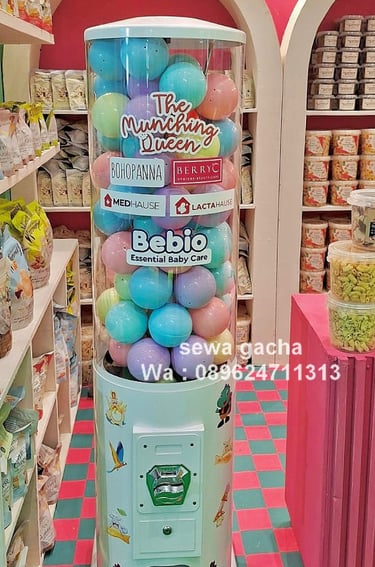 The
Munching
Queen
BOHOPANNA
BERRYC
MEDHAUSE
LACTAHAUSE
Bebio
Essential Baby Care
sewa gacha
Wa : 089624711313